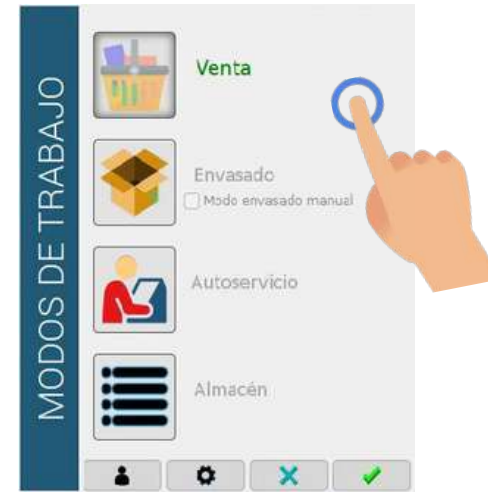 MODOS DE TRABAJO
Venta
Envasado
Modo envasado manual
Autoservicio
Almacén